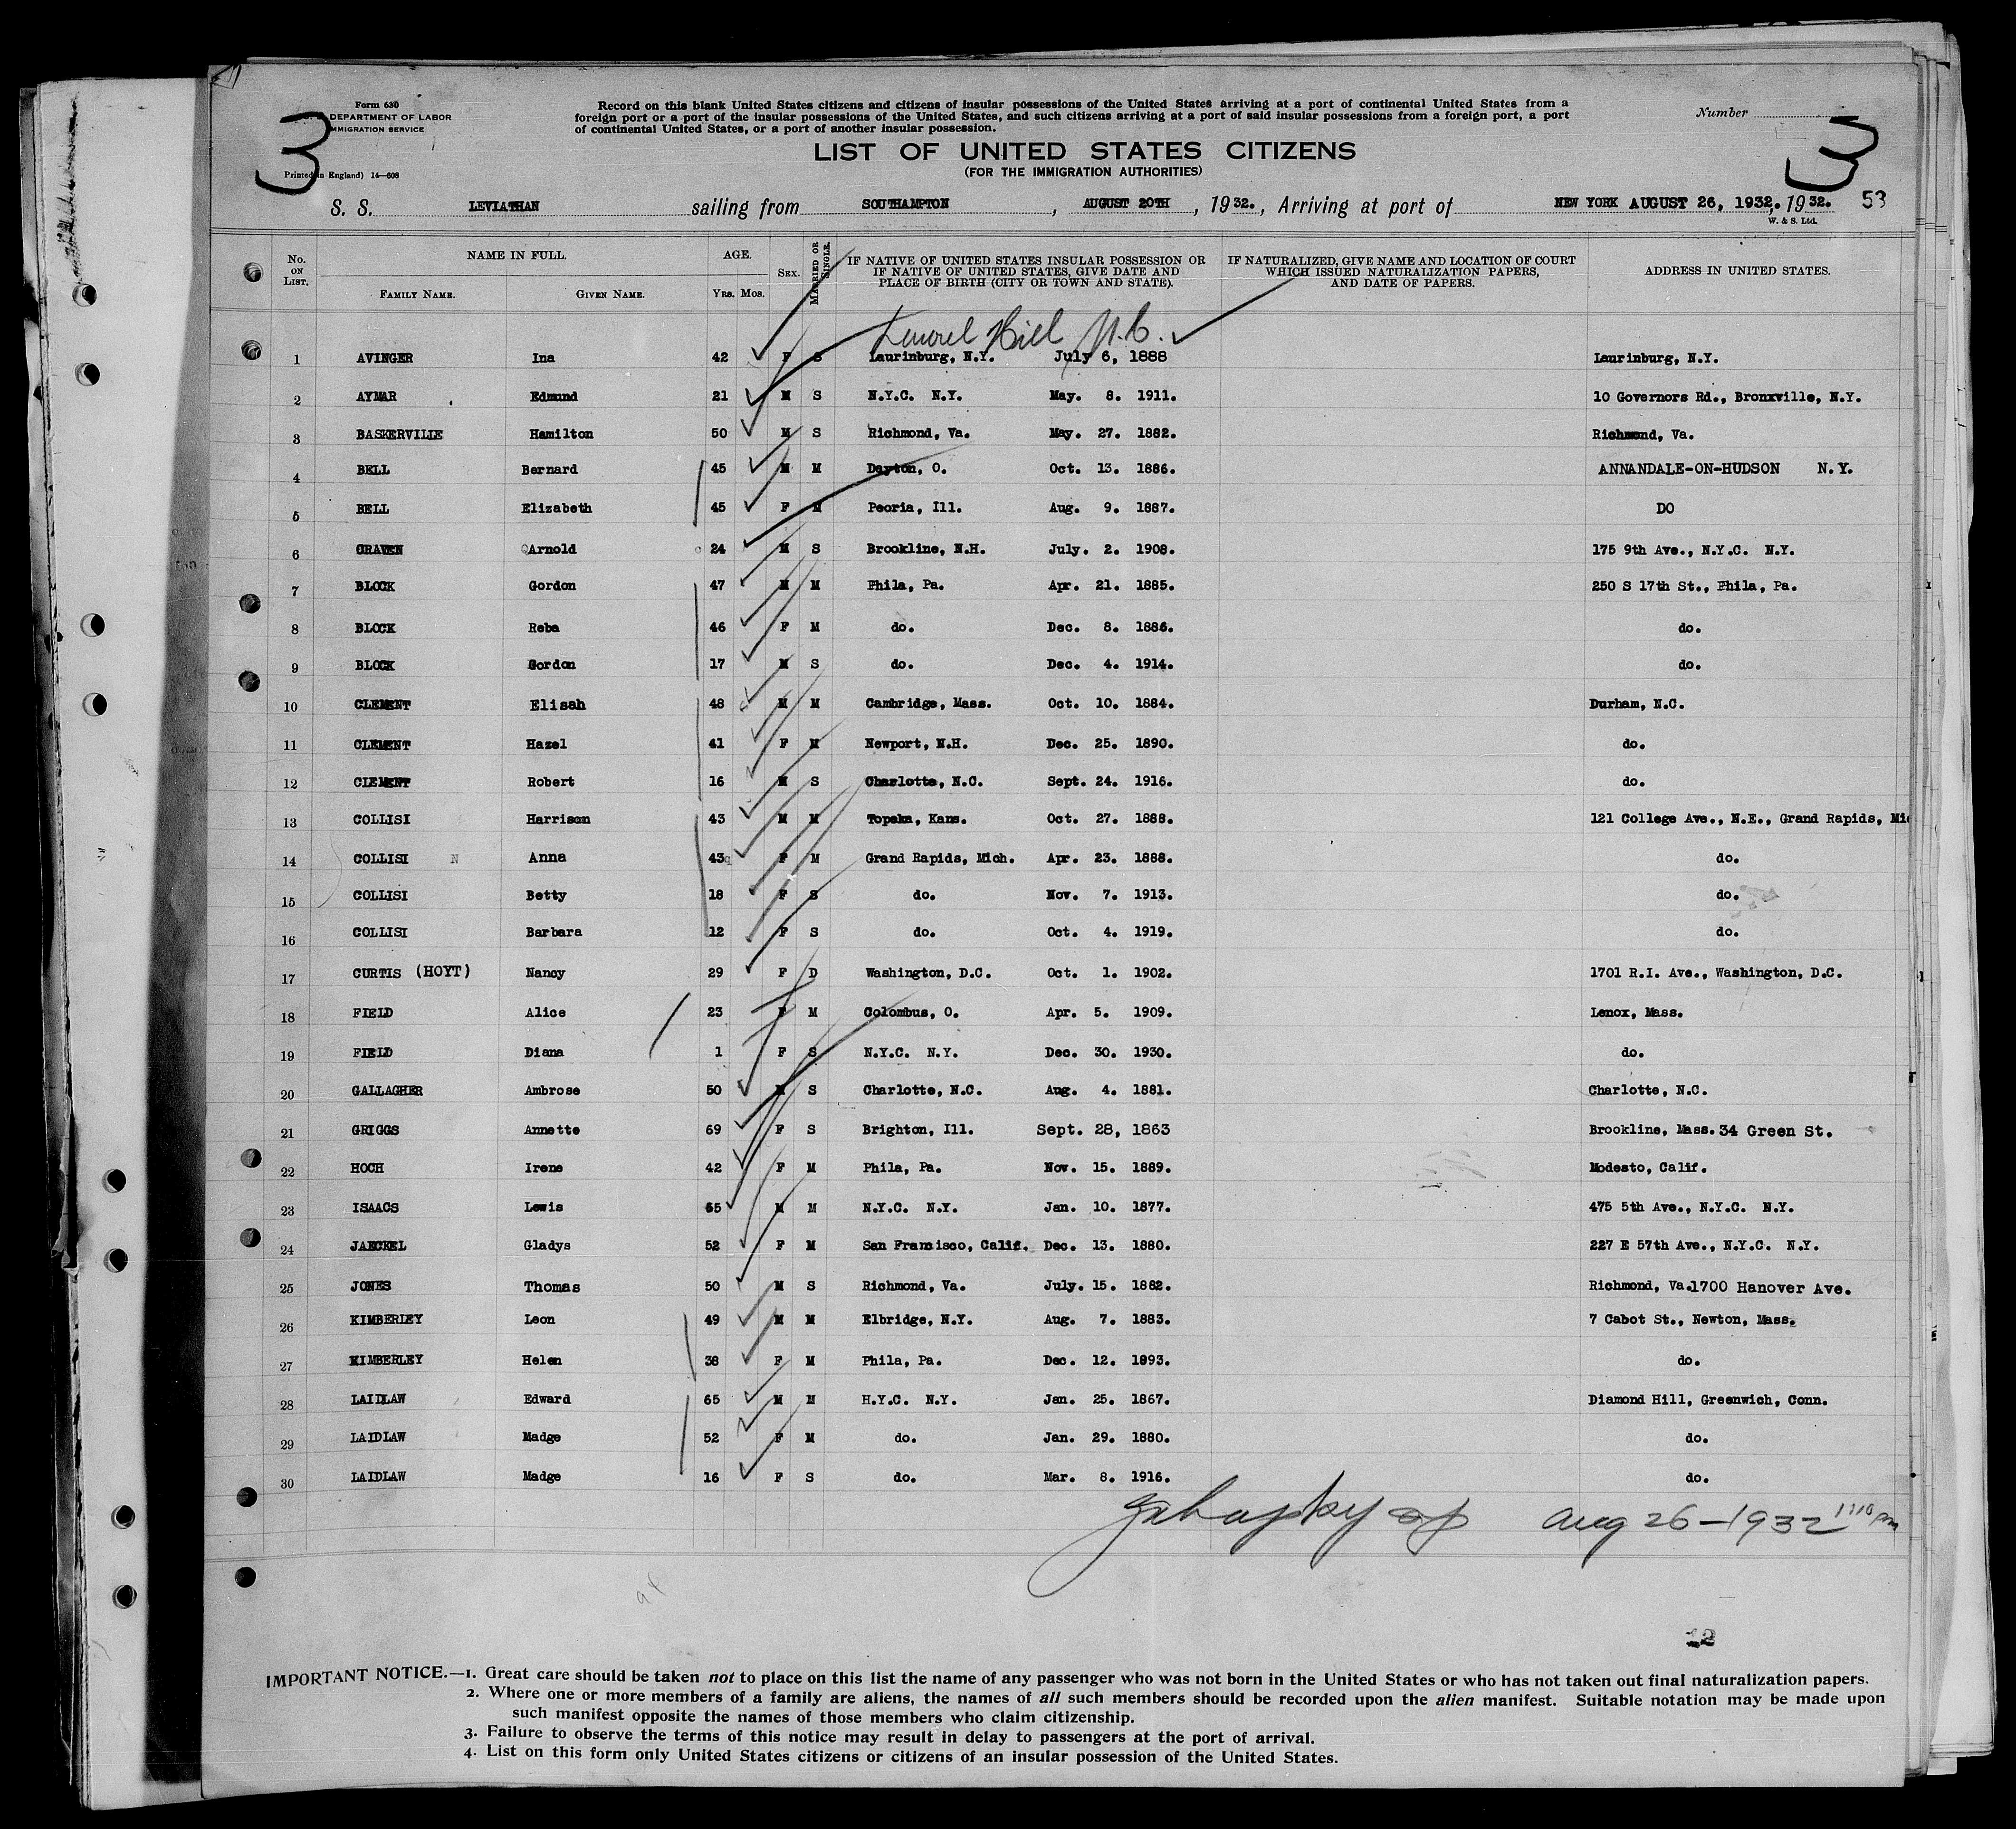 Form 630
DEPARTMENT OF LABOR
IMMIGRATION SERVICE
3
Printed in England) 14—608
Record on this blank United States citizens and citizens of insular possessions of the United States arriving at a port of continental United States from a
foreign port or a port of the insular possessions of the United States, and such citizens arriving at a port of said insular possessions from a foreign port, a port
of continental United States, or a port of another insular possession.
Number
3
LIST OF UNITED STATES CITIZENS
(FOR THE IMMIGRATION AUTHORITIES)
S. S. LEVIATHAN sailing from SOUTHAMPTON, AUGUST 20TH, 1932., Arriving at port of NEW YORK AUGUST 26, 1932., 1932. 53
W. & S. Ltd.
No. ON LIST. NAME IN FULL. FAMILY NAME. GIVEN NAME. AGE. YRS. MOS. SEX. MARRIED OR SINGLE. IF NATIVE OF UNITED STATES INSULAR POSSESSION OR IF NATIVE OF UNITED STATES, GIVE DATE AND PLACE OF BIRTH (CITY OR TOWN AND STATE). IF NATURALIZED, GIVE NAME AND LOCATION OF COURT WHICH ISSUED NATURALIZATION PAPERS, AND DATE OF PAPERS. ADDRESS IN UNITED STATES.
Laurel Hill N.C.
1 AVINGER Ina 42 F S Laurinburg, N.Y. July 6, 1888 Laurinburg, N.Y.
2 AYMAR Edmund 21 M S N.Y.C. N.Y. May. 8. 1911. 10 Governors Rd., Bronxville, N.Y.
3 BASKERVILLE Hamilton 50 M S Richmond, Va. May. 27. 1882. Richmond, Va.
4 BELL Bernard 45 M M Dayton, O. Oct. 13. 1886. ANNANDALE-ON-HUDSON N.Y.
5 BELL Elizabeth 45 F M Peoria, Ill. Aug. 9. 1887. DO
6 GRAVEN Arnold 24 M S Brookline, N.H. July. 2. 1908. 175 9th Ave., N.Y.C. N.Y.
7 BLOCK Gordon 47 M M Phila, Pa. Apr. 21. 1885. 250 S 17th St., Phila, Pa.
8 BLOCK Reba 46 F M do. Dec. 8. 1886. do.
9 BLOCK Gordon 17 M S do. Dec. 4. 1914. do.
10 CLEMENT Elisah 48 M M Cambridge, Mass. Oct. 10. 1884. Durham, N.C.
11 CLEMENT Hazel 41 F M Newport, N.H. Dec. 25. 1890. do.
12 CLEMENT Robert 16 M S Charlotte, N.C. Sept. 24. 1916. do.
13 COLLISI Harrison 43 M M Topeka, Kans. Oct. 27. 1888. 121 College Ave., N.E., Grand Rapids, Mi
14 COLLISI N Anna 43 F M Grand Rapids, Mich. Apr. 23. 1888. do.
15 COLLISI Betty 18 F S do. Nov. 7. 1913. do.
16 COLLISI Barbara 12 F S do. Oct. 4. 1919. do.
17 CURTIS (HOYT) Nancy 29 F D Washington, D.C. Oct. 1. 1902. 1701 R.I. Ave., Washington, D.C.
18 FIELD Alice 23 F M Colombus, O. Apr. 5. 1909. Lenox, Mass.
19 FIELD Diana 1 F S N.Y.C. N.Y. Dec. 30. 1930. do.
20 GALLAGHER Ambrose 50 M S Charlotte, N.C. Aug. 4. 1881. Charlotte, N.C.
21 GRIGGS Annette 69 F S Brighton, Ill. Sept. 28, 1863 Brookline, Mass. 34 Green St.
22 HOCH Irene 42 F M Phila, Pa. Nov. 15. 1889. Modesto, Calif.
23 ISAACS Lewis 55 M M N.Y.C. N.Y. Jan. 10. 1877. 475 5th Ave., N.Y.C. N.Y.
24 JAECKEL Gladys 52 F M San Francisco, Calif. Dec. 13. 1880. 227 E 57th Ave., N.Y.C. N.Y.
25 JONES Thomas 50 M S Richmond, Va. July. 15. 1882. Richmond, Va.1700 Hanover Ave.
26 KIMBERLEY Leon 49 M M Elbridge, N.Y. Aug. 7. 1883. 7 Cabot St., Newton, Mass.
27 KIMBERLEY Helen 38 F M Phila, Pa. Dec. 12. 1893. do.
28 LAIDLAW Edward 65 M M H.Y.C. N.Y. Jan. 25. 1867. Diamond Hill, Greenwich, Conn.
29 LAIDLAW Madge 52 F M do. Jan. 29. 1880. do.
30 LAIDLAW Madge 16 F S do. Mar. 8. 1916. do.
Aug 26-1932
12
IMPORTANT NOTICE.—1. Great care should be taken not to place on this list the name of any passenger who was not born in the United States or who has not taken out final naturalization papers.
2. Where one or more members of a family are aliens, the names of all such members should be recorded upon the alien manifest. Suitable notation may be made upon
such manifest opposite the names of those members who claim citizenship.
3. Failure to observe the terms of this notice may result in delay to passengers at the port of arrival.
4. List on this form only United States citizens or citizens of an insular possession of the United States.